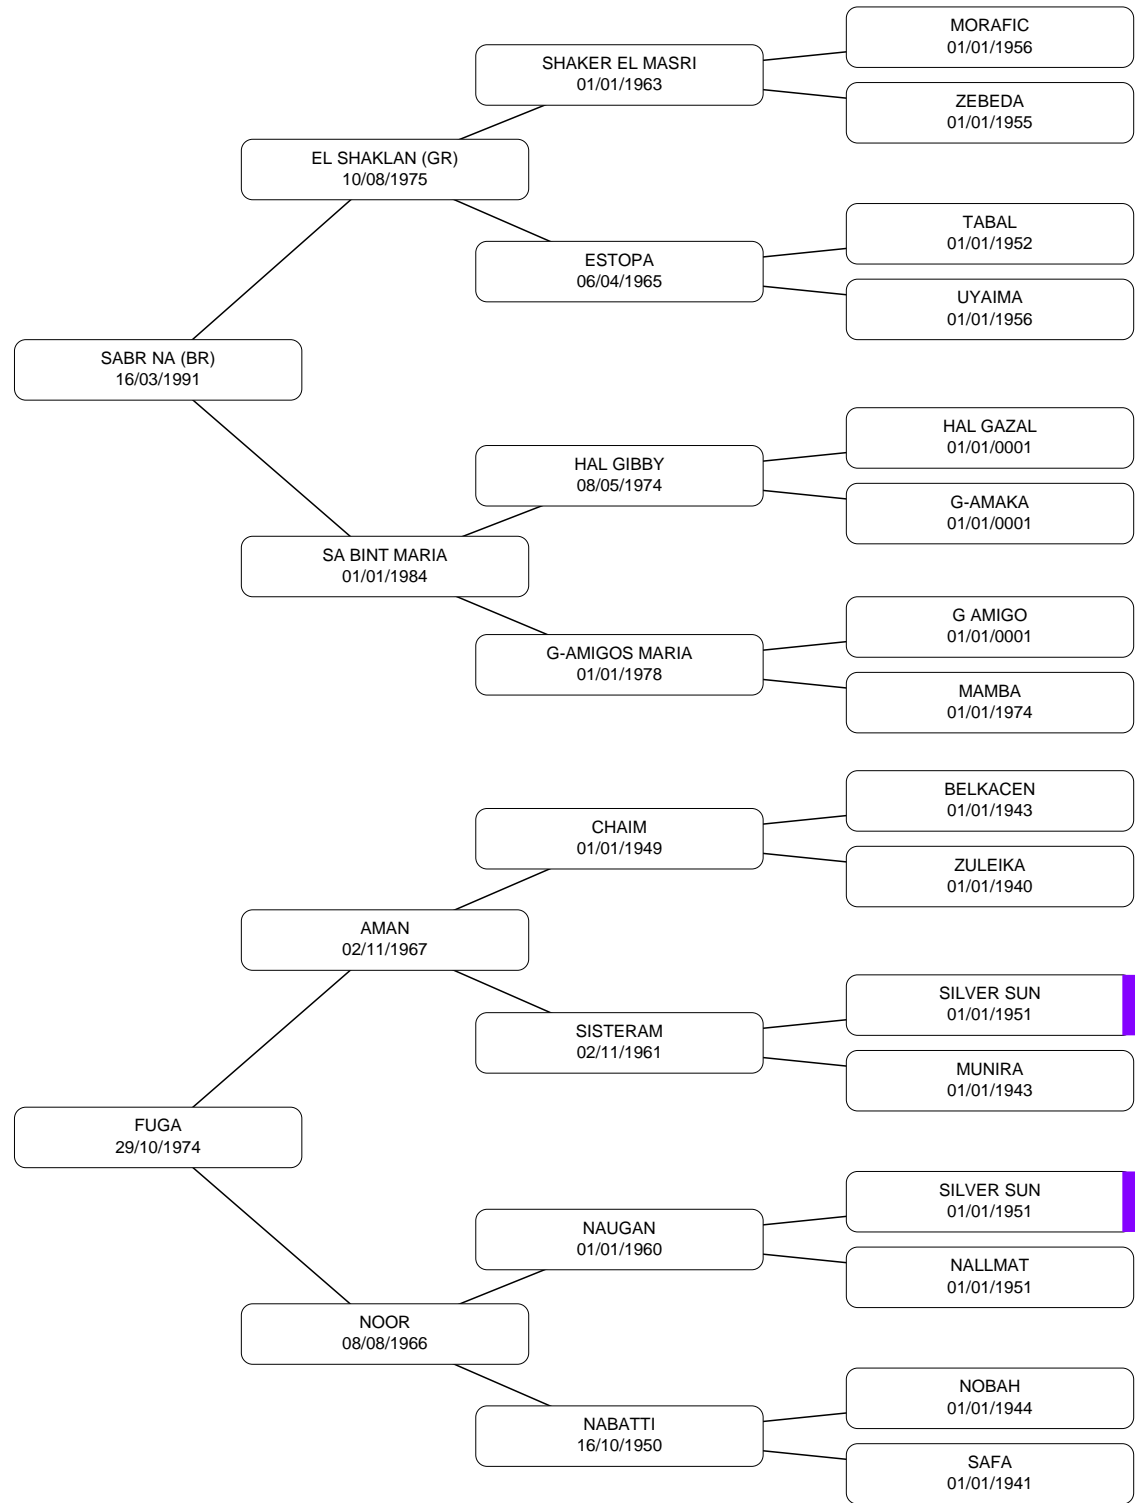 MORAFIC
01/01/1956
SHAKER EL MASRI
01/01/1963
ZEBEDA
01/01/1955
EL SHAKLAN (GR)
10/08/1975
TABAL
01/01/1952
ESTOPA
06/04/1965
UYAIMA
01/01/1956
SABR NA (BR)
16/03/1991
HAL GAZAL
01/01/0001
HAL GIBBY
08/05/1974
G-AMAKA
01/01/0001
SA BINT MARIA
01/01/1984
G AMIGO
01/01/0001
G-AMIGOS MARIA
01/01/1978
MAMBA
01/01/1974
BELKACEN
01/01/1943
CHAIM
01/01/1949
ZULEIKA
01/01/1940
AMAN
02/11/1967
SILVER SUN
01/01/1951
SISTERAM
02/11/1961
MUNIRA
01/01/1943
FUGA
29/10/1974
SILVER SUN
01/01/1951
NAUGAN
01/01/1960
NALLMAT
01/01/1951
NOOR
08/08/1966
NOBAH
01/01/1944
NABATTI
16/10/1950
SAFA
01/01/1941